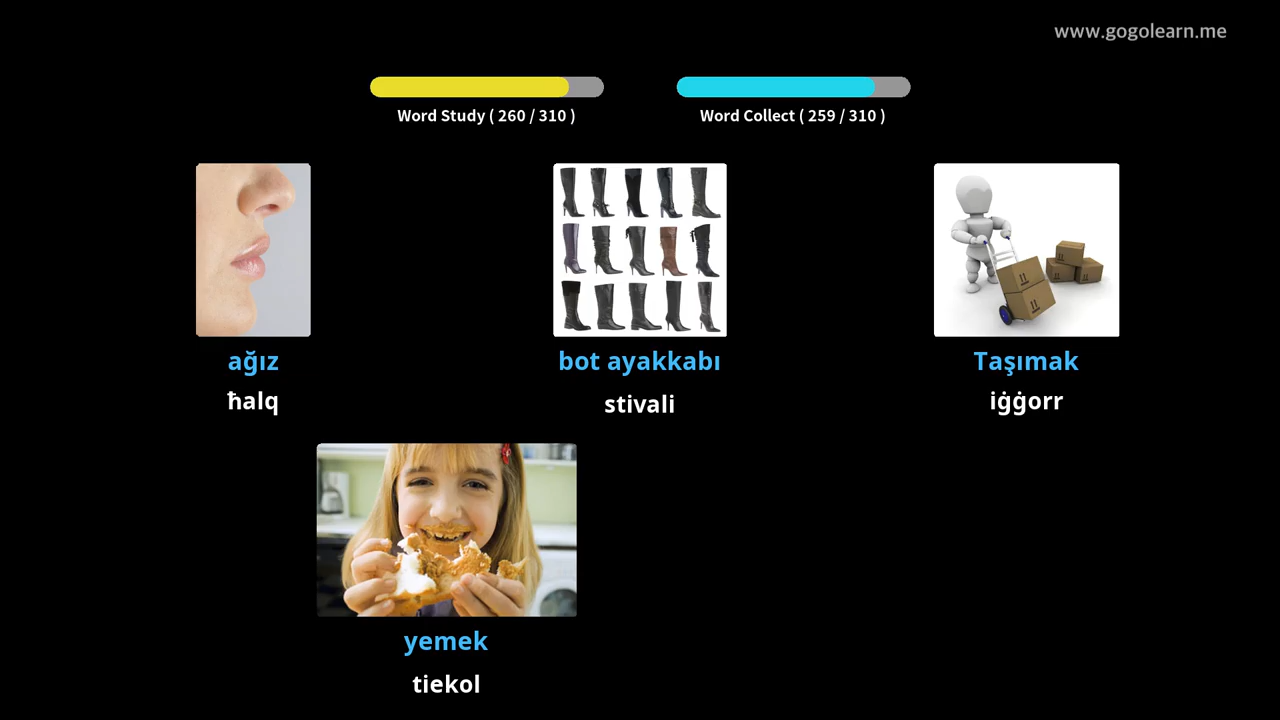 www.gogolearn.me
Word Study ( 260 / 310 )
Word Collect ( 259 / 310 )
ağız
bot ayakkabı
Taşımak
ħalq
stivali
iġġorr
yemek
tiekol